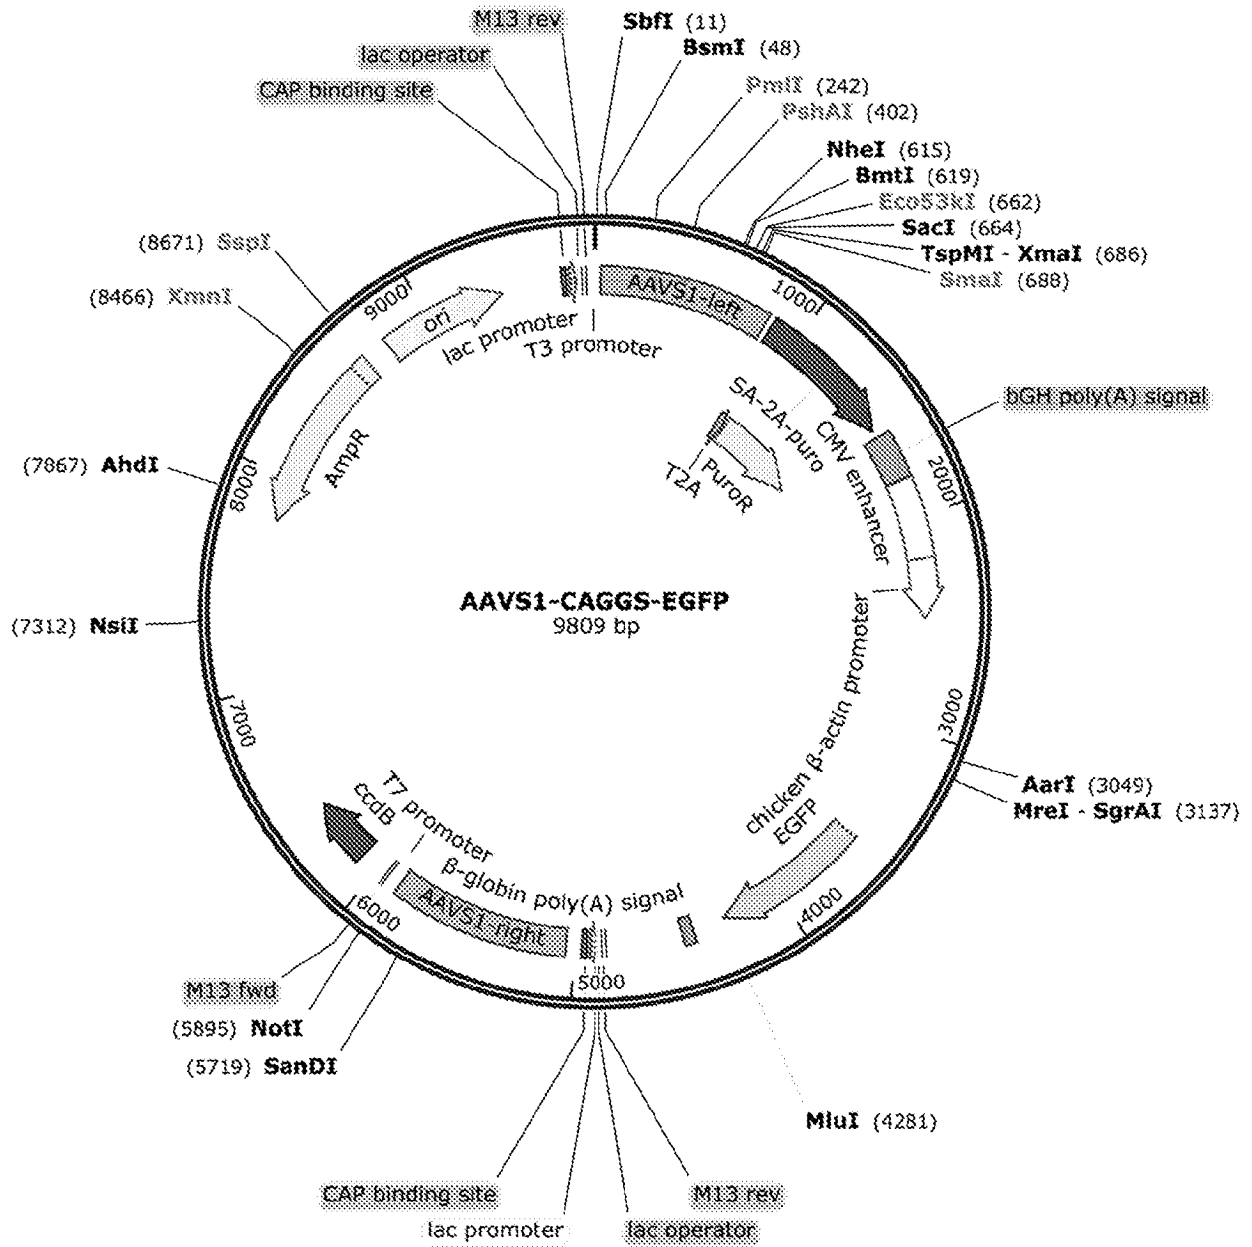 M13 rev
lac operator
CAP binding site
SbfI (11)
BsmI (48)
PmlI (242)
PshAI (402)
NheI (615)
BmtI (619)
Eco53kI (662)
SacI (664)
TspMI - XmaI (686)
SmaI (688)
(8671) SspI
(8466) XmnI
9000
1000
ori
AAVS1-left
lac promoter
T3 promoter
bGH poly(A) signal
SA-2A-puro
CMV enhancer
T2A
PuroR
2000
AmpR
(7867) AhdI
8000
AAVS1-CAGGS-EGFP
9809 bp
(7312) NsiI
chicken β-actin promoter
7000
3000
AarI (3049)
MreI - SgrAI (3137)
EGFP
4000
T7 promoter
ccdB
β-globin poly(A) signal
AAVS1-right
6000
5000
M13 fwd
(5895) NotI
(5719) SanDI
MluI (4281)
CAP binding site
lac promoter
M13 rev
lac operator